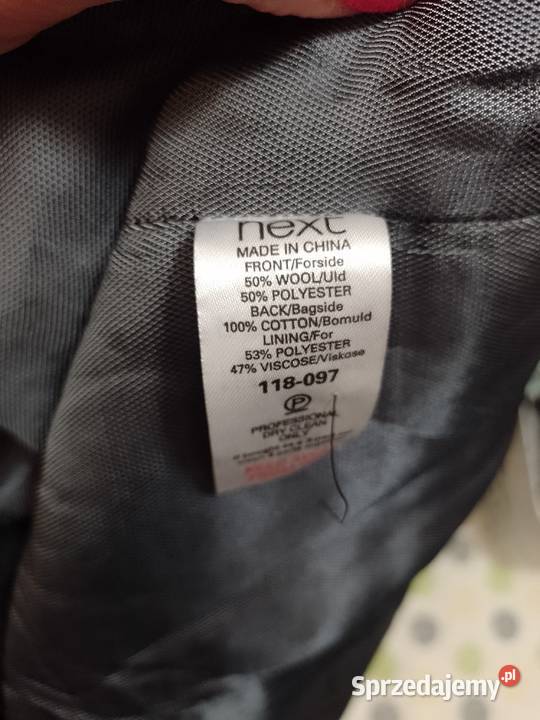 next
MADE IN CHINA
FRONT/Forside
50% WOOL/Uld
50% POLYESTER
BACK/Bagside
100% COTTON/Bomuld
LINING/For
53% POLYESTER
47% VISCOSE/Viskase
118-097
P
PROFESSIONAL
DRY CLEAN
ONLY
Sprzedajemy.pl